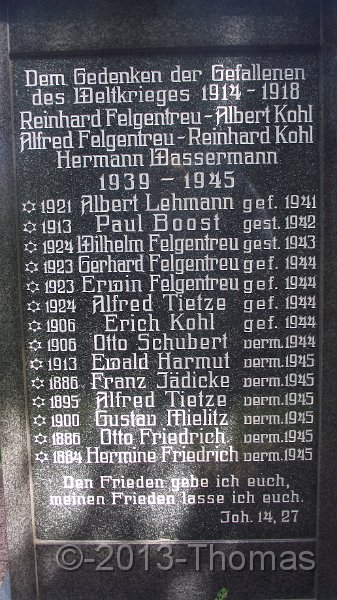 Dem Gedenken der Gefallenen
des Weltkrieges 1914 - 1918
Reinhard Felgentreu - Albert Kohl
Alfred Felgentreu - Reinhard Kohl
Hermann Wassermann
1939 - 1945
✡ 1921 Albert Lehmann gef. 1941
✡ 1913 Paul Boost gest. 1942
✡ 1924 Wilhelm Felgentreu gest. 1943
✡ 1923 Gerhard Felgentreu gef. 1944
✡ 1923 Erwin Felgentreu gef. 1944
✡ 1924 Alfred Tietze gef. 1944
✡ 1906 Erich Kohl gef. 1944
✡ 1906 Otto Schubert verm. 1944
✡ 1913 Ewald Harmut verm. 1945
✡ 1886 Franz Jädicke verm. 1945
✡ 1895 Alfred Tietze verm. 1945
✡ 1900 Gustav Mielitz verm. 1945
✡ 1886 Otto Friedrich verm. 1945
✡ 1884 Hermine Friedrich verm. 1945
Den Frieden gebe ich euch,
meinen Frieden lasse ich euch.
Joh. 14, 27
©-2013-Thomas